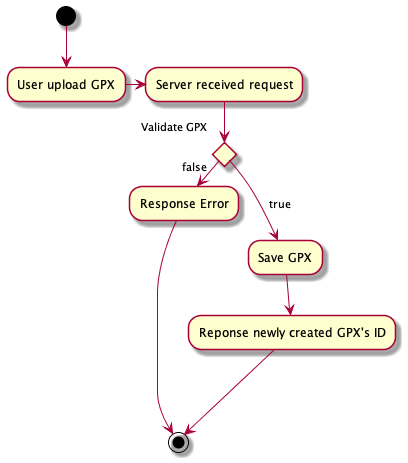 User upload GPX
Server received request
Validate GPX
false
Response Error
true
Save GPX
Reponse newly created GPX's ID